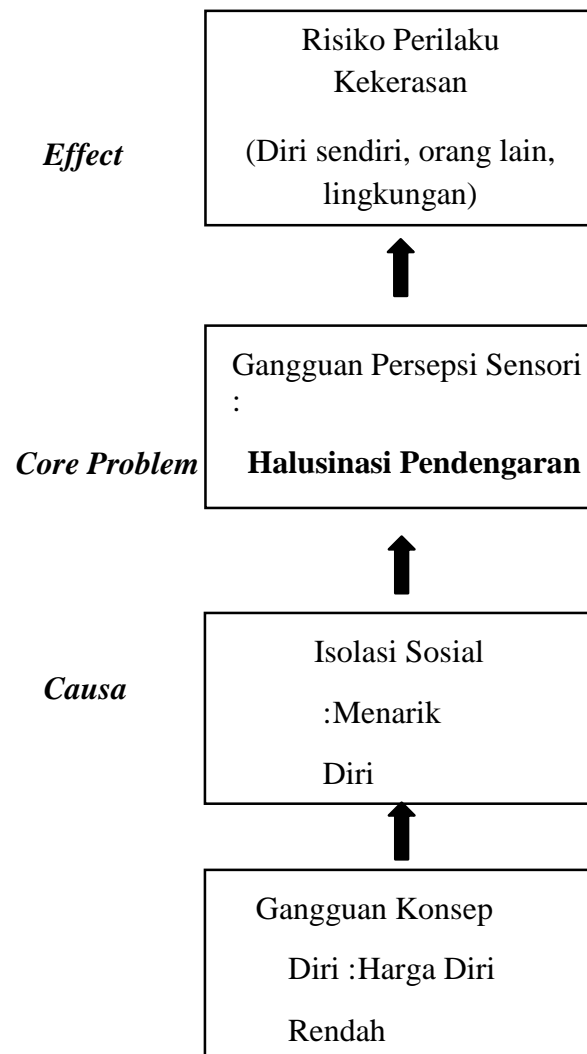 Risiko Perilaku
Kekerasan
Effect
(Diri sendiri, orang lain,
lingkungan)
Gangguan Persepsi Sensori
:
Core Problem
Halusinasi Pendengaran
Isolasi Sosial
Causa
:Menarik
Diri
Gangguan Konsep
Diri :Harga Diri
Rendah